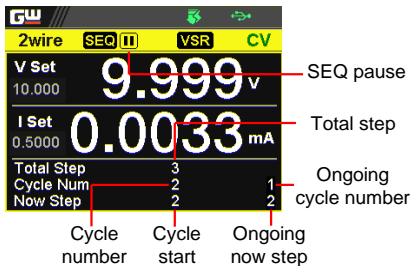 GW
2wire SEQ VSR CV
V Set
10.000
9.999 V
I Set
0.5000
0.0033 mA
Total Step 3
Cycle Num 2 1
Now Step 2 2
SEQ pause
Total step
Ongoing
cycle number
Cycle
number
Cycle
start
Ongoing
now step